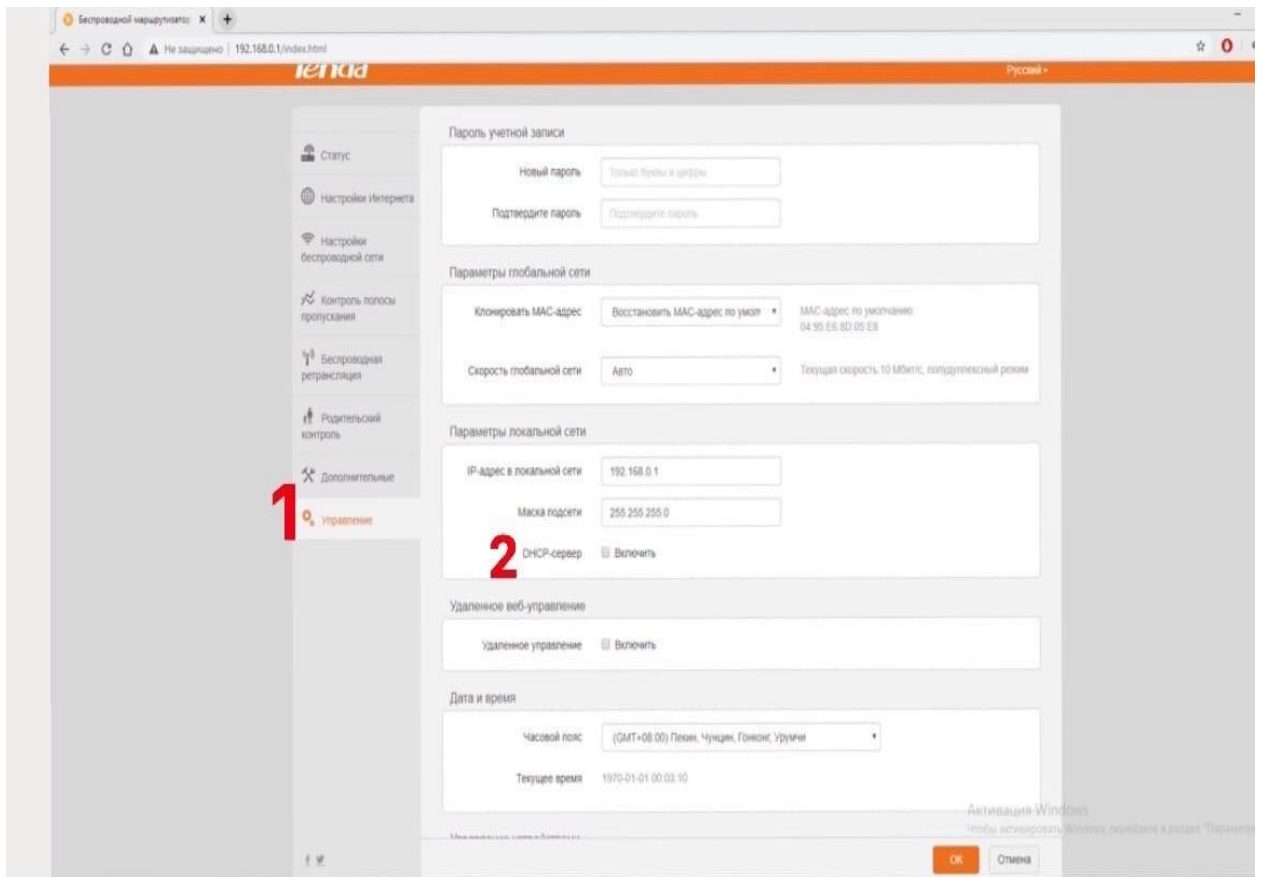 Беспроводной маршрутизатор
Не защищено 192.168.0.1/index.html
Tenda
Русский
Статус
Настройки Интернета
Настройки
беспроводной сети
Контроль полосы
пропускания
Беспроводная
ретрансляция
Родительский
контроль
Дополнительные
1
Управление
Пароль учетной записи
Новый пароль Только буквы и цифры
Подтвердите пароль Подтвердите пароль
Параметры глобальной сети
Клонировать MAC-адрес Восстановить MAC-адрес по умол MAC-адрес по умолчанию:
04:95:E6:8D:05:E8
Скорость глобальной сети Авто Текущая скорость 10 Мбит/с, полудуплексный режим
Параметры локальной сети
IP-адрес в локальной сети 192.168.0.1
Маска подсети 255.255.255.0
2 DHCP-сервер Включить
Удаленное веб-управление
Удаленное управление Включить
Дата и время
Часовой пояс (GMT+08:00) Пекин, Чунцин, Гонконг, Урумчи
Текущее время 1970-01-01 00:03:10
Активация Windows
Чтобы активировать Windows, перейдите в раздел
OK Отмена